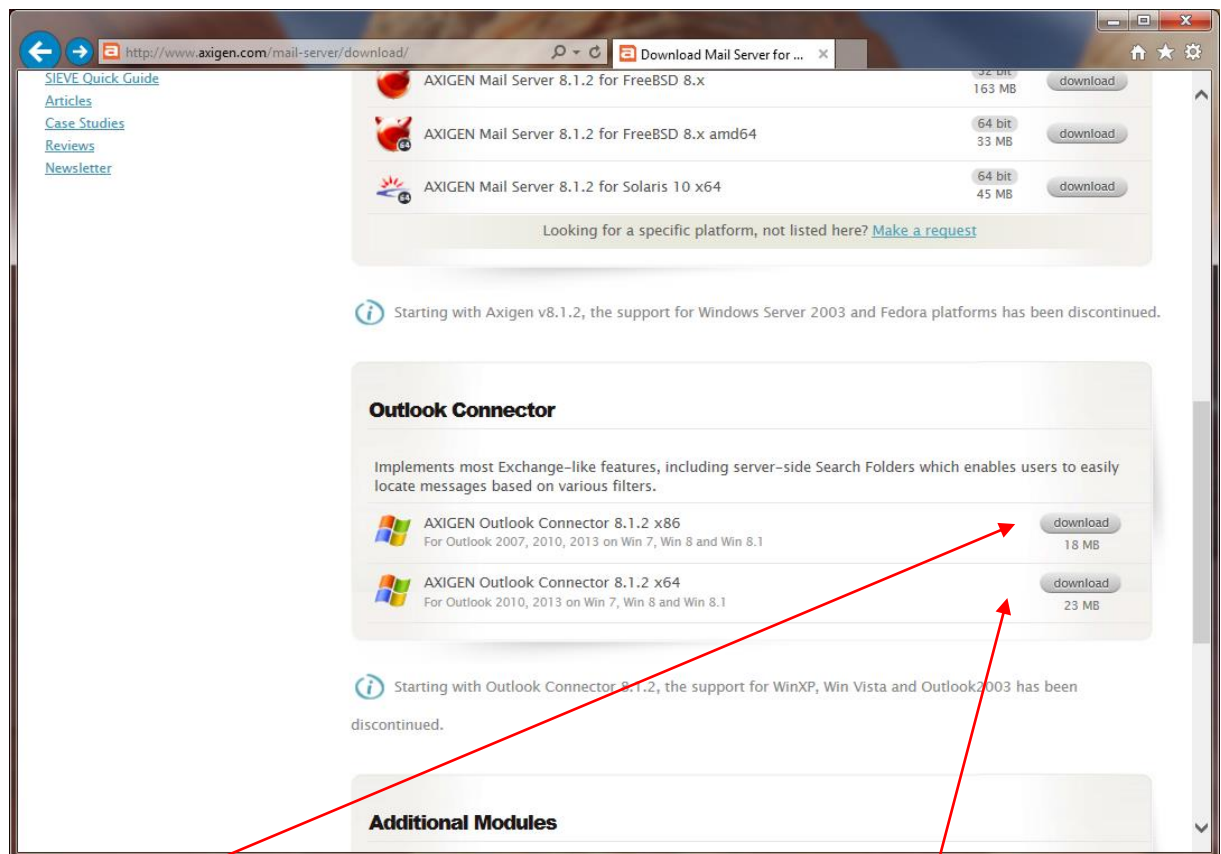 http://www.axigen.com/mail-server/download/
Download Mail Server for ...
SIEVE Quick Guide
Articles
Case Studies
Reviews
Newsletter
AXIGEN Mail Server 8.1.2 for FreeBSD 8.x
32 bit
163 MB
download
AXIGEN Mail Server 8.1.2 for FreeBSD 8.x amd64
64 bit
33 MB
download
64
AXIGEN Mail Server 8.1.2 for Solaris 10 x64
64 bit
45 MB
download
64
Looking for a specific platform, not listed here? Make a request
Starting with Axigen v8.1.2, the support for Windows Server 2003 and Fedora platforms has been discontinued.
Outlook Connector
Implements most Exchange-like features, including server-side Search Folders which enables users to easily
locate messages based on various filters.
AXIGEN Outlook Connector 8.1.2 x86
For Outlook 2007, 2010, 2013 on Win 7, Win 8 and Win 8.1
download
18 MB
AXIGEN Outlook Connector 8.1.2 x64
For Outlook 2010, 2013 on Win 7, Win 8 and Win 8.1
download
23 MB
Starting with Outlook Connector 8.1.2, the support for WinXP, Win Vista and Outlook2003 has been
discontinued.
Additional Modules